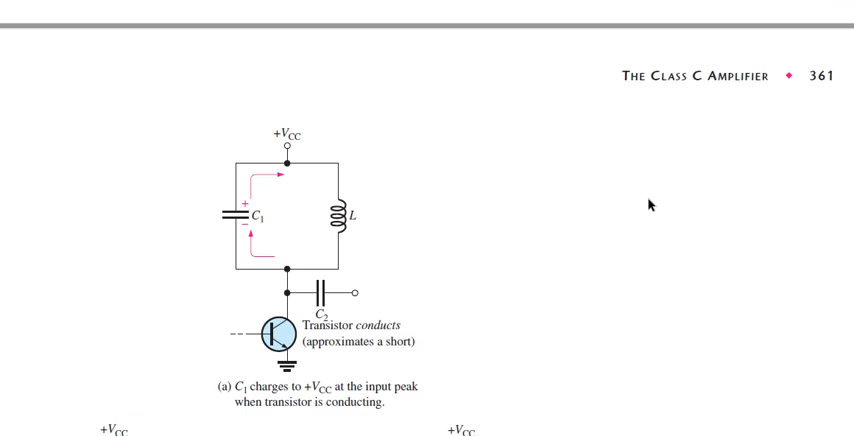 THE CLASS C AMPLIFIER ◆ 361
+VCC
+
C1
L
−
C2
Transistor conducts
(approximates a short)
(a) C1 charges to +VCC at the input peak
when transistor is conducting.
+VCC
+VCC